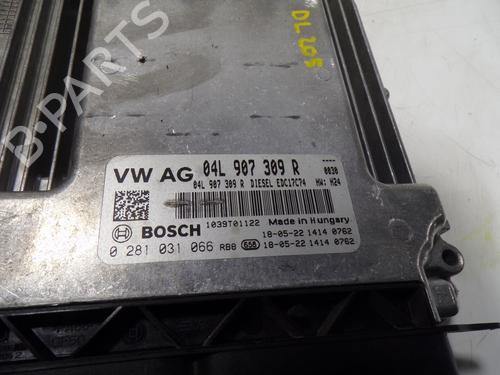 DL 205
B-PARTS
VW AG 04L 907 309 R
04L 907 309 R DIESEL EDC17C74
0030
HW: H24
BOSCH
1039T01122 Made in Hungary
0 281 031 066 RBB 658
18-05-22 1414 0762
18-05-22 1414 0762